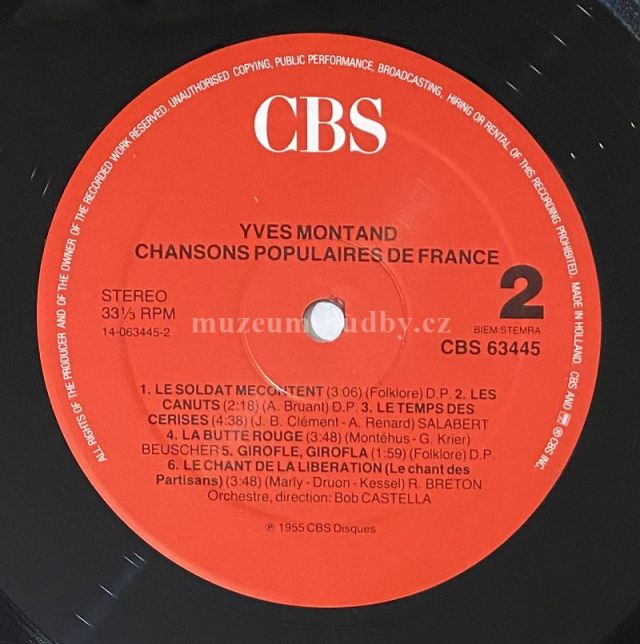 ALL RIGHTS OF THE PRODUCER AND OF THE OWNER OF THE RECORDED WORK RESERVED. UNAUTHORISED COPYING, PUBLIC PERFORMANCE, BROADCASTING, HIRING OR RENTAL OF THIS RECORDING PROHIBITED. MADE IN HOLLAND. CBS AND ® CBS INC.
CBS
YVES MONTAND
CHANSONS POPULAIRES DE FRANCE
STEREO
33⅓ RPM
14-063445-2
2
BIEM/STEMRA
CBS 63445
muzeumhudby.cz
1. LE SOLDAT MECONTENT (3:06) (Folklore) D.P. 2. LES
CANUTS (2:18) (A. Bruant) D.P. 3. LE TEMPS DES
CERISES (4:38) (J. B. Clément - A. Renard) SALABERT
4. LA BUTTE ROUGE (3:48) (Montéhus - G. Krier)
BEUSCHER 5. GIROFLE, GIROFLA (1:59) (Folklore) D.P.
6. LE CHANT DE LA LIBERATION (Le chant des
Partisans) (3:48) (Marly - Druon - Kessel) R. BRETON
Orchestre, direction: Bob CASTELLA
℗ 1955 CBS Disques